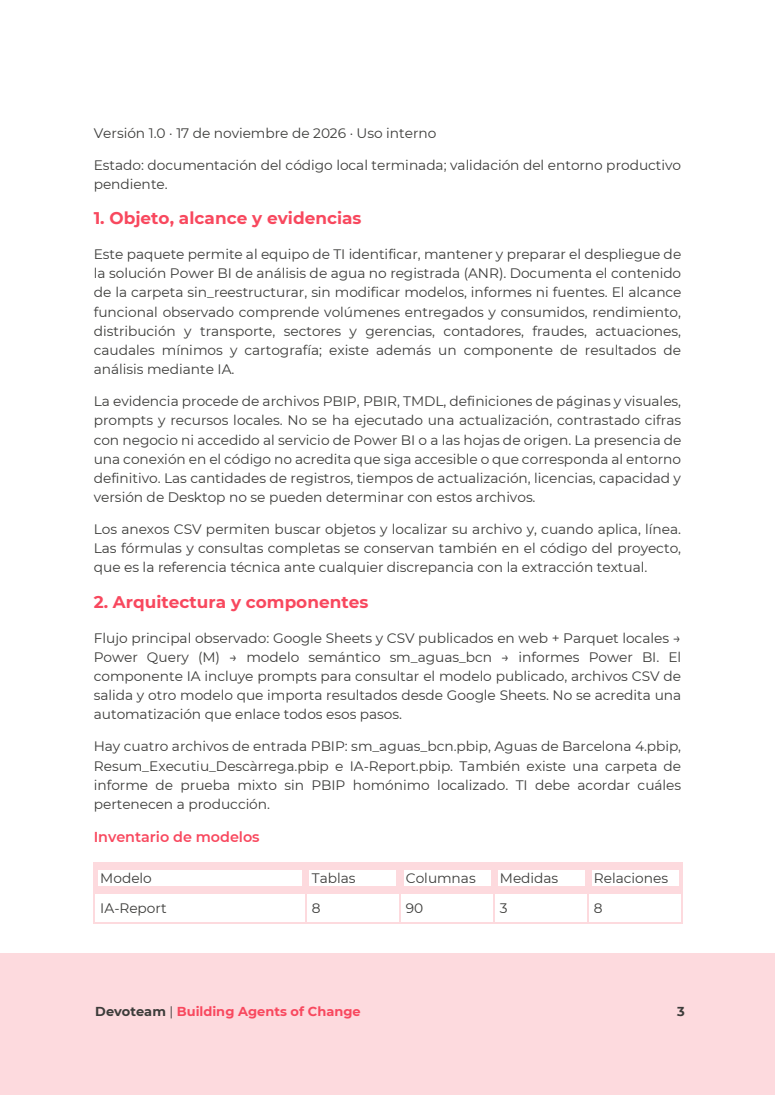 Versión 1.0 · 17 de noviembre de 2026 · Uso interno
Estado: documentación del código local terminada; validación del entorno productivo
pendiente.
1. Objeto, alcance y evidencias
Este paquete permite al equipo de TI identificar, mantener y preparar el despliegue de
la solución Power BI de análisis de agua no registrada (ANR). Documenta el contenido
de la carpeta sin_reestructurar, sin modificar modelos, informes ni fuentes. El alcance
funcional observado comprende volúmenes entregados y consumidos, rendimiento,
distribución y transporte, sectores y gerencias, contadores, fraudes, actuaciones,
caudales mínimos y cartografía; existe además un componente de resultados de
análisis mediante IA.
La evidencia procede de archivos PBIP, PBIR, TMDL, definiciones de páginas y visuales,
prompts y recursos locales. No se ha ejecutado una actualización, contrastado cifras
con negocio ni accedido al servicio de Power BI o a las hojas de origen. La presencia de
una conexión en el código no acredita que siga accesible o que corresponda al entorno
definitivo. Las cantidades de registros, tiempos de actualización, licencias, capacidad y
versión de Desktop no se pueden determinar con estos archivos.
Los anexos CSV permiten buscar objetos y localizar su archivo y, cuando aplica, línea.
Las fórmulas y consultas completas se conservan también en el código del proyecto,
que es la referencia técnica ante cualquier discrepancia con la extracción textual.
2. Arquitectura y componentes
Flujo principal observado: Google Sheets y CSV publicados en web + Parquet locales →
Power Query (M) → modelo semántico sm_aguas_bcn → informes Power BI. El
componente IA incluye prompts para consultar el modelo publicado, archivos CSV de
salida y otro modelo que importa resultados desde Google Sheets. No se acredita una
automatización que enlace todos esos pasos.
Hay cuatro archivos de entrada PBIP: sm_aguas_bcn.pbip, Aguas de Barcelona 4.pbip,
Resum_Executiu_Descàrrega.pbip e IA-Report.pbip. También existe una carpeta de
informe de prueba mixto sin PBIP homónimo localizado. TI debe acordar cuáles
pertenecen a producción.
Inventario de modelos
Modelo Tablas Columnas Medidas Relaciones
IA-Report 8 90 3 8
Devoteam | Building Agents of Change 3